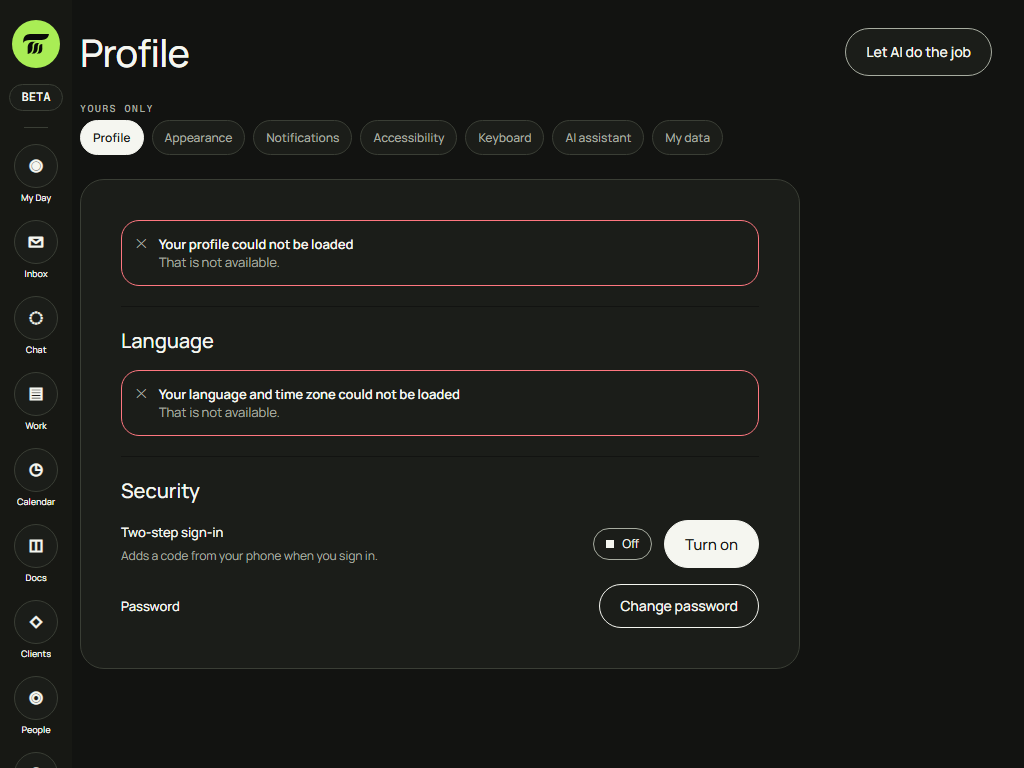 Profile
Let AI do the job
BETA
YOURS ONLY
Profile
Appearance
Notifications
Accessibility
Keyboard
AI assistant
My data
My Day
Inbox
Chat
Work
Calendar
Docs
Clients
People
Your profile could not be loaded
That is not available.
Language
Your language and time zone could not be loaded
That is not available.
Security
Two-step sign-in
Adds a code from your phone when you sign in.
Off
Turn on
Password
Change password